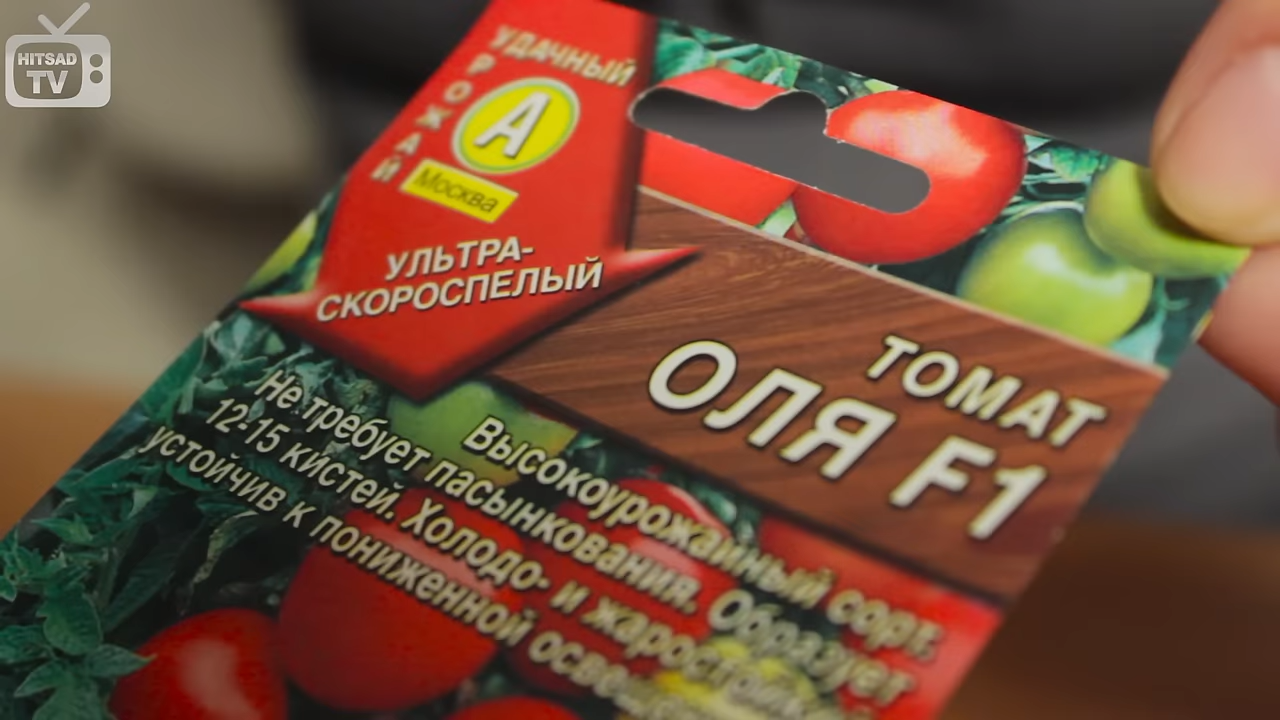 HITSAD
TV
УДАЧНЫЙ
УРОЖАЙ
А
Москва
УЛЬТРА-
СКОРОСПЕЛЫЙ
ТОМАТ
ОЛЯ F1
Высокоурожайный сорт.
Не требует пасынкования. Образует
12-15 кистей. Холодо- и
устойчив к пониженной